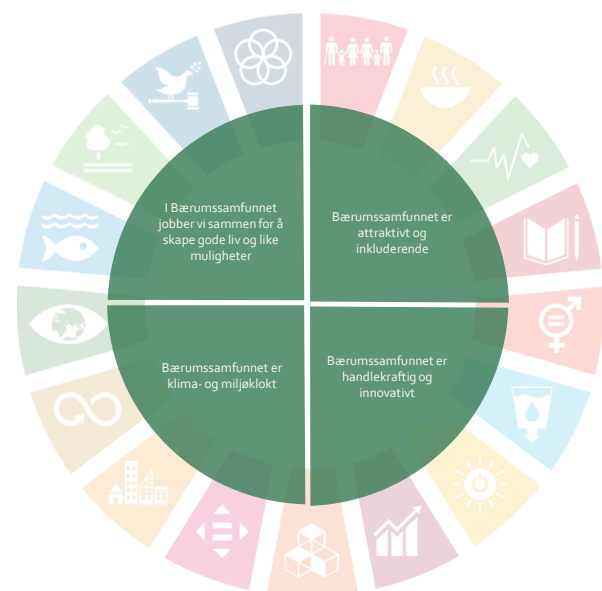 I Bærumssamfunnet
jobber vi sammen for å
skape gode liv og like
muligheter
Bærumssamfunnet er
attraktivt og
inkluderende
Bærumssamfunnet er
klima- og miljøklokt
Bærumssamfunnet er
handlekraftig og
innovativt